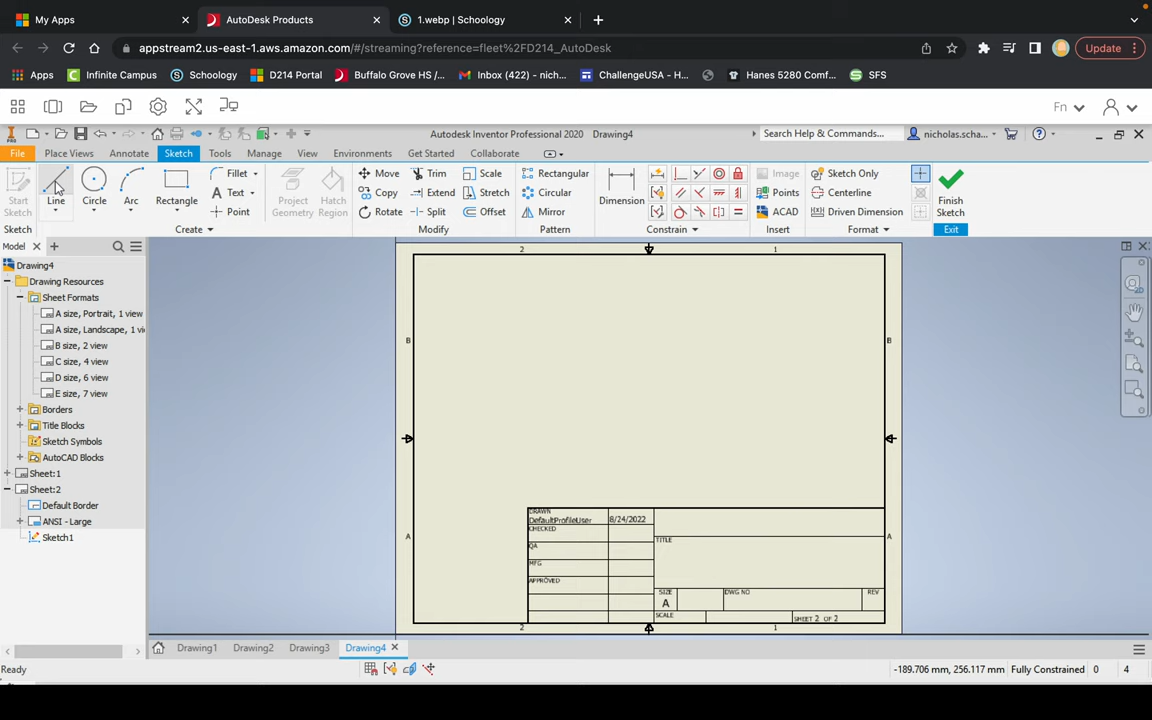 My Apps
AutoDesk Products
1.webp | Schoology
appstream2.us-east-1.aws.amazon.com/#/streaming?reference=fleet%2FD214_AutoDesk
Update
Apps
Infinite Campus
Schoology
D214 Portal
Buffalo Grove HS /...
Inbox (422) - nich...
ChallengeUSA - H...
Hanes 5280 Comf...
SFS
Fn
Autodesk Inventor Professional 2020 Drawing4
Search Help & Commands...
nicholas.scha...
File
Place Views
Annotate
Sketch
Tools
Manage
View
Environments
Get Started
Collaborate
Start Sketch
Line
Circle
Arc
Rectangle
Fillet
Text
Point
Project Geometry
Hatch Region
Move
Copy
Rotate
Trim
Extend
Split
Scale
Stretch
Offset
Rectangular
Circular
Mirror
Dimension
Image
Points
ACAD
Sketch Only
Centerline
Driven Dimension
Finish Sketch
Sketch
Create
Modify
Pattern
Constrain
Insert
Format
Exit
Model
Drawing4
Drawing Resources
Sheet Formats
A size, Portrait, 1 view
A size, Landscape, 1 vi
B size, 2 view
C size, 4 view
D size, 6 view
E size, 7 view
Borders
Title Blocks
Sketch Symbols
AutoCAD Blocks
Sheet:1
Sheet:2
Default Border
ANSI - Large
Sketch1
2
1
B
B
A
A
DRAWN
DefaultProfileUser
8/24/2022
CHECKED
QA
MFG
APPROVED
TITLE
SIZE
A
DWG NO
REV
SCALE
SHEET 2 OF 2
2
1
Drawing1
Drawing2
Drawing3
Drawing4
Ready
-189.706 mm, 256.117 mm
Fully Constrained
0
4